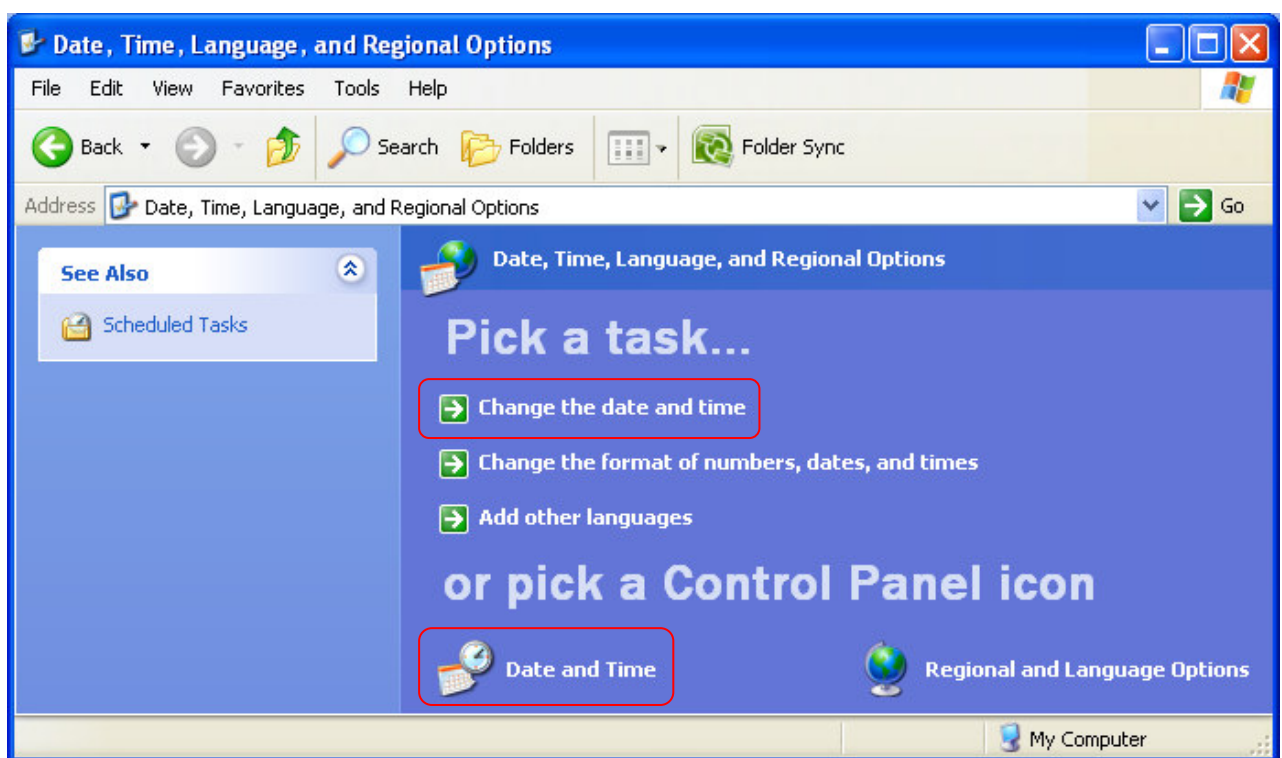 Date, Time, Language, and Regional Options
File Edit View Favorites Tools Help
Back Search Folders Folder Sync
Address Date, Time, Language, and Regional Options Go
See Also
Scheduled Tasks
Date, Time, Language, and Regional Options
Pick a task...
Change the date and time
Change the format of numbers, dates, and times
Add other languages
or pick a Control Panel icon
Date and Time Regional and Language Options
My Computer